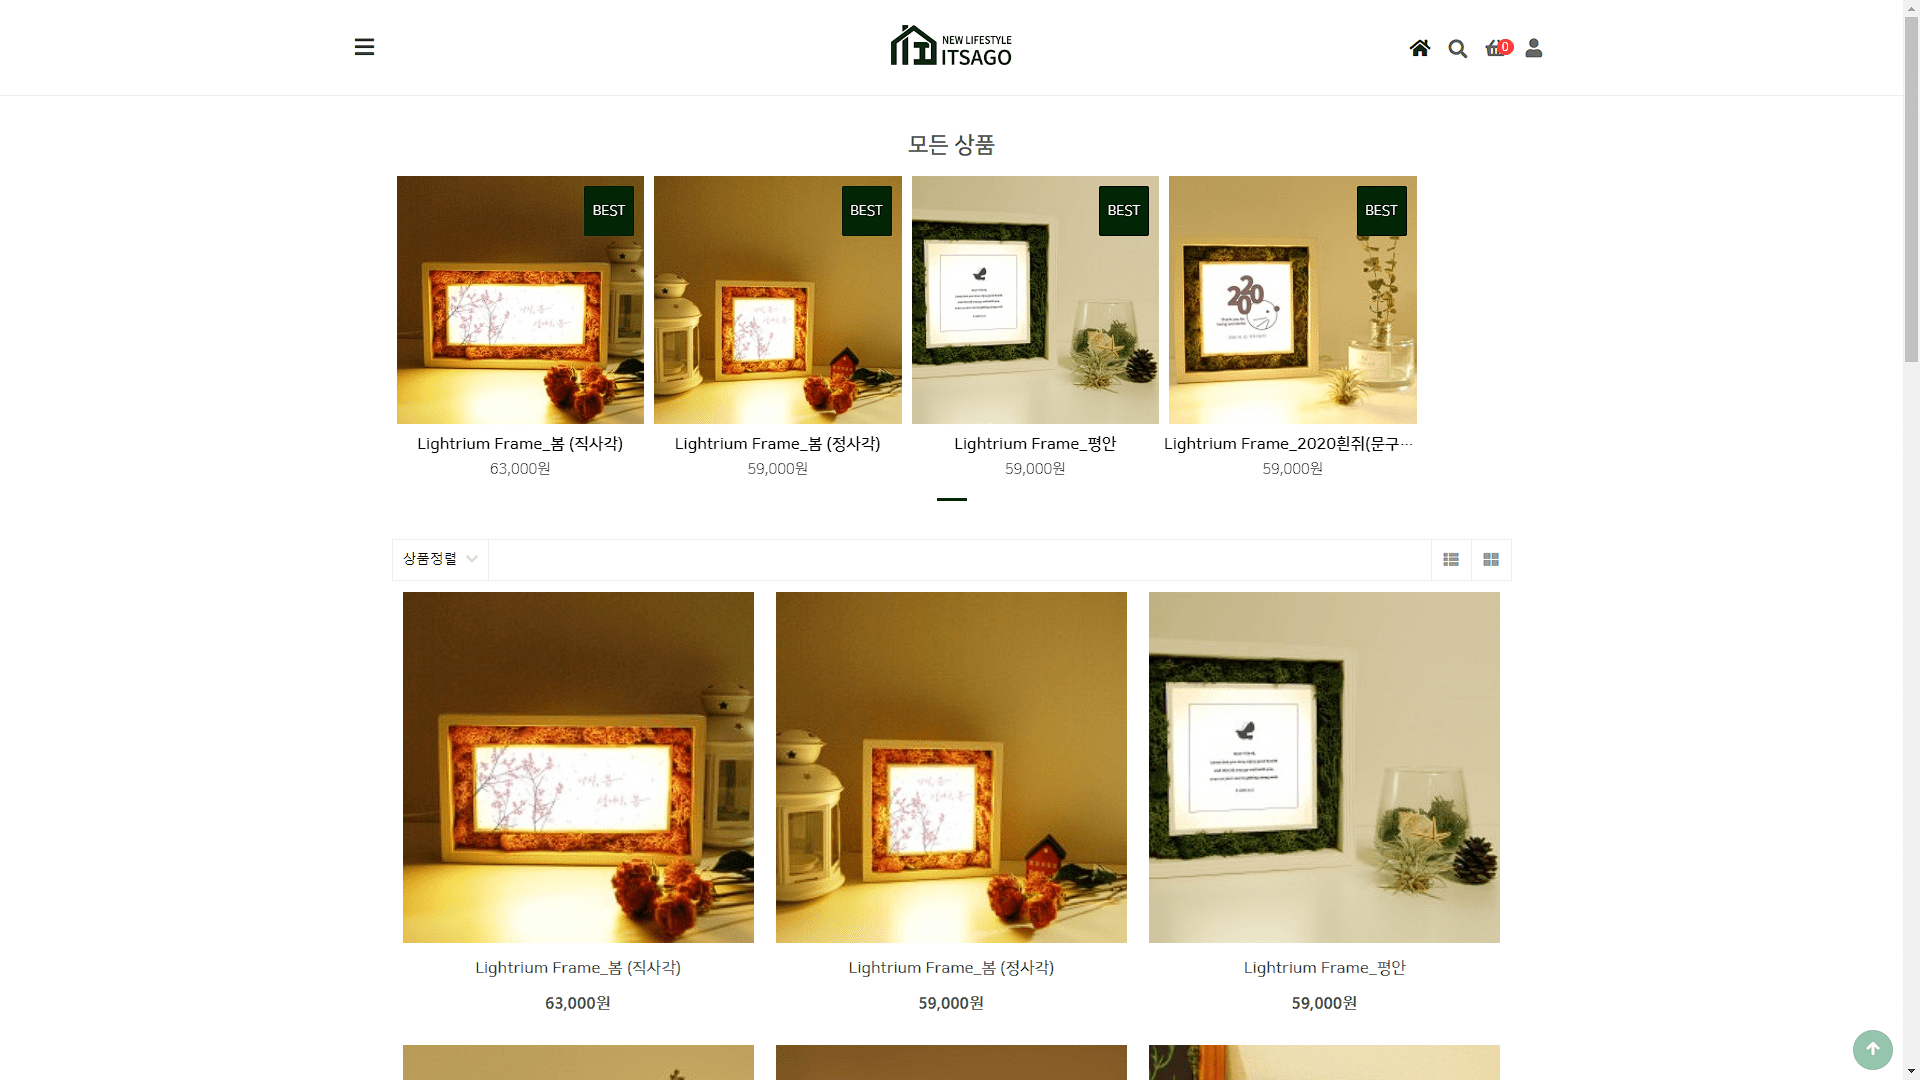 NEW LIFESTYLE
ITSAGO
0
모든 상품
BEST
BEST
BEST
BEST
2020
Lightrium Frame_봄 (직사각)
63,000원
Lightrium Frame_봄 (정사각)
59,000원
Lightrium Frame_평안
59,000원
Lightrium Frame_2020흰쥐(문구…
59,000원
상품정렬
Lightrium Frame_봄 (직사각)
63,000원
Lightrium Frame_봄 (정사각)
59,000원
Lightrium Frame_평안
59,000원